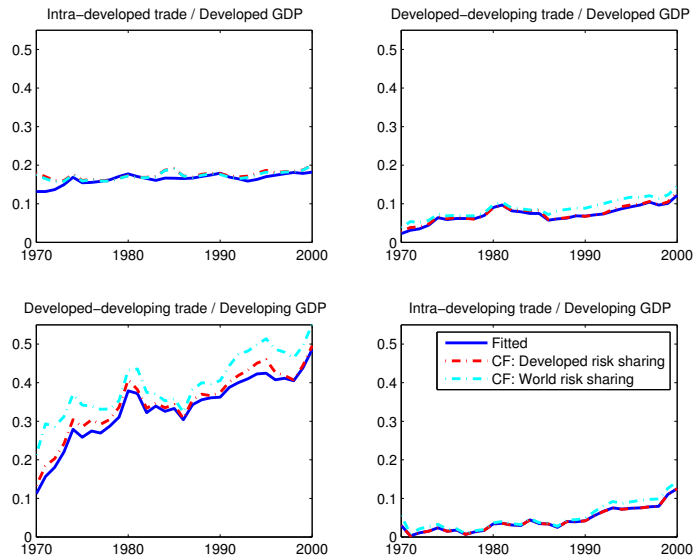 Intra−developed trade / Developed GDP
0.5
0.4
0.3
0.2
0.1
0
1970 1980 1990 2000
Developed−developing trade / Developed GDP
0.5
0.4
0.3
0.2
0.1
0
1970 1980 1990 2000
Developed−developing trade / Developing GDP
0.5
0.4
0.3
0.2
0.1
0
1970 1980 1990 2000
Intra−developing trade / Developing GDP
Fitted
CF: Developed risk sharing
CF: World risk sharing
0.5
0.4
0.3
0.2
0.1
0
1970 1980 1990 2000